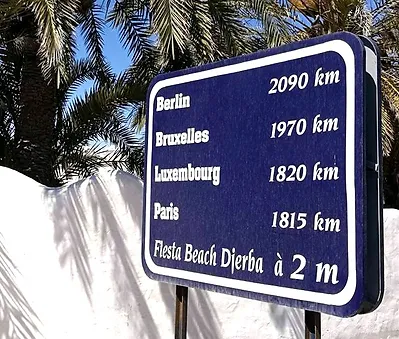 Berlin 2090 km
Bruxelles 1970 km
Luxembourg 1820 km
Paris 1815 km
Fiesta Beach Djerba à 2 m